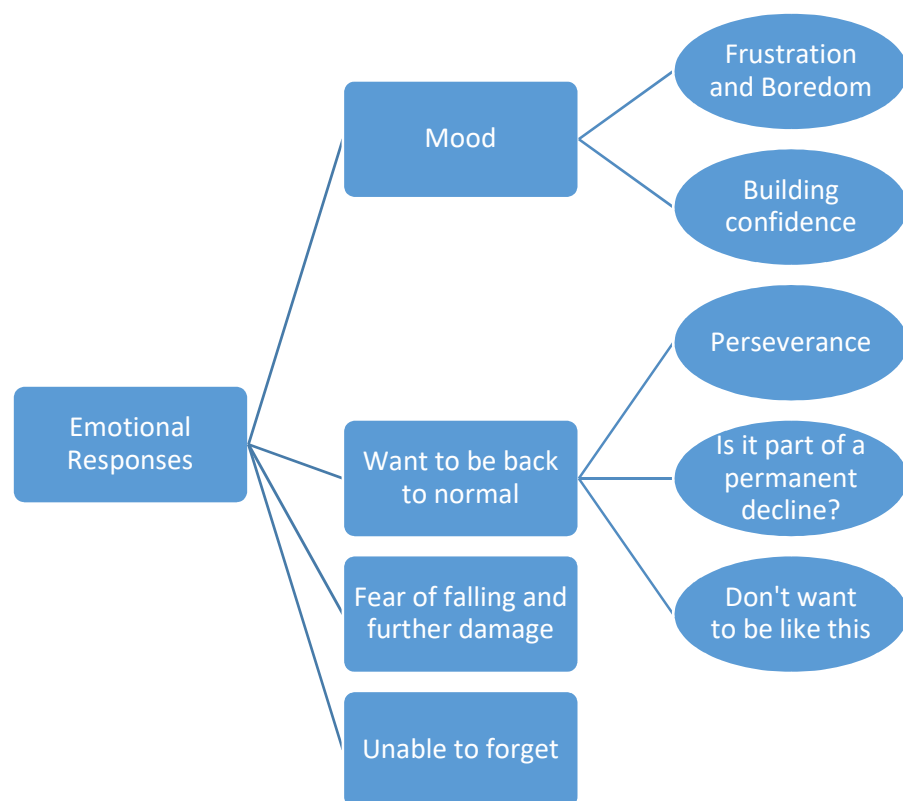 Emotional
Responses
Mood
Frustration
and Boredom
Building
confidence
Want to be back
to normal
Perseverance
Is it part of a
permanent
decline?
Don't want
to be like this
Fear of falling and
further damage
Unable to forget